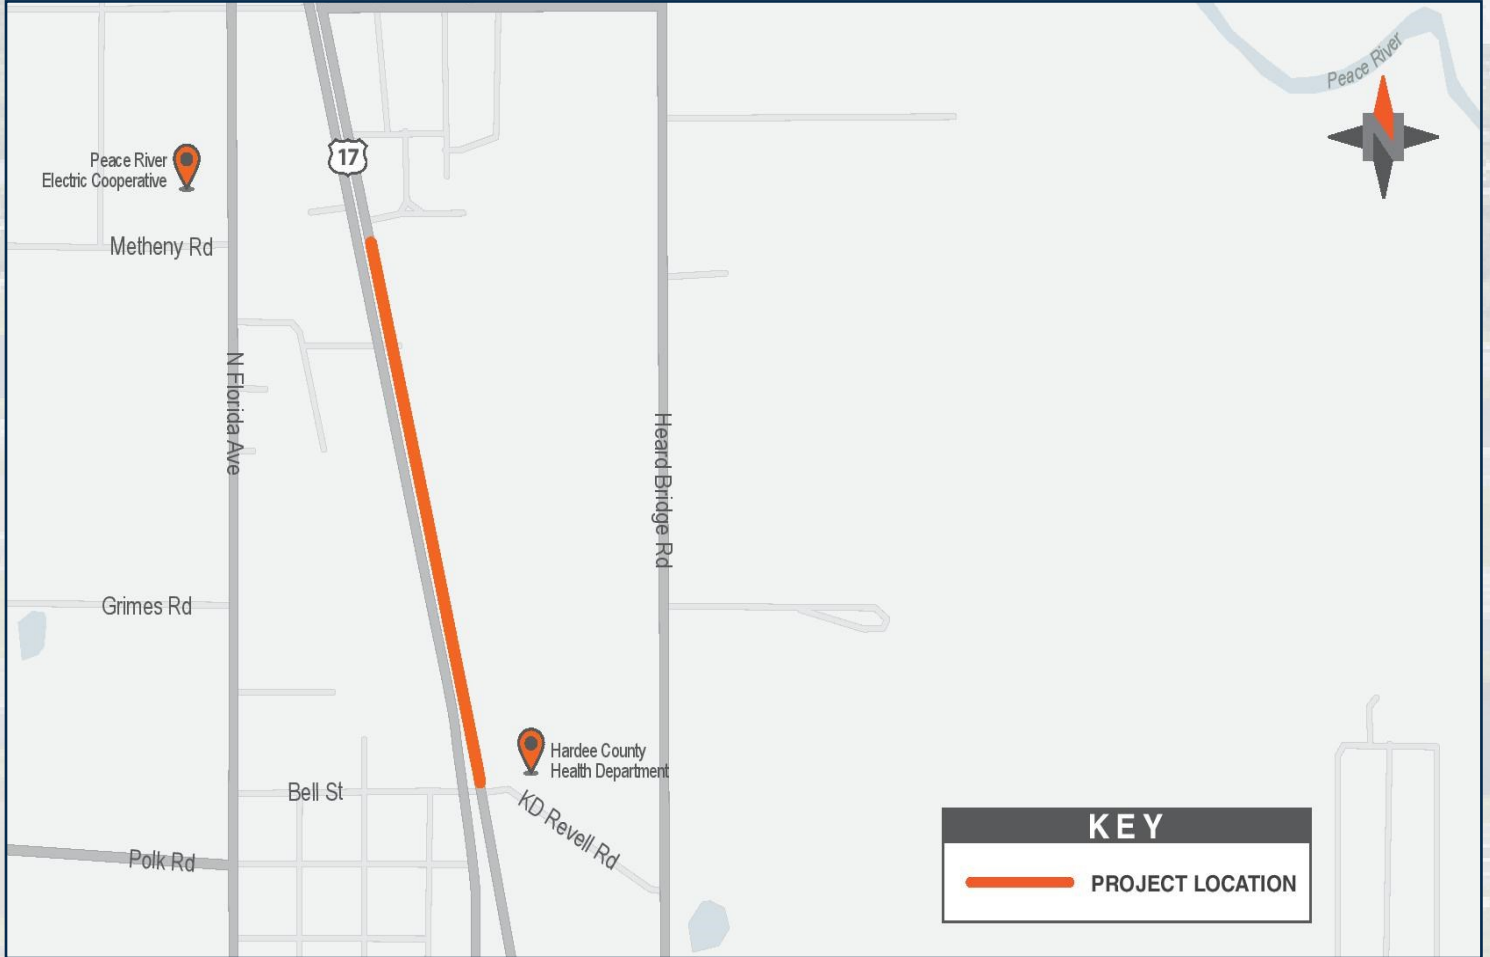 Peace River
N
17
Peace River
Electric Cooperative
Metheny Rd
N Florida Ave
Heard Bridge Rd
Grimes Rd
Hardee County
Health Department
Bell St
KD Revell Rd
Polk Rd
KEY
PROJECT LOCATION